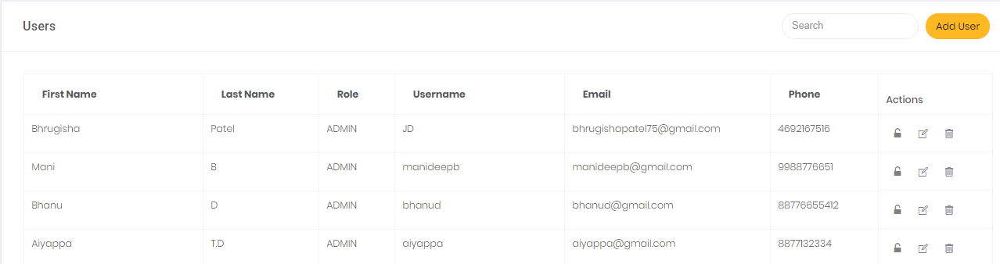 Users Search Add User
First Name Last Name Role Username Email Phone Actions
Bhrugisha Patel ADMIN JD bhrugishapatel75@gmail.com 4692167516
Mani B ADMIN manideepb manideepb@gmail.com 9988776651
Bhanu D ADMIN bhanud bhanud@gmail.com 88776655412
Aiyappa T.D ADMIN aiyappa aiyappa@gmail.com 8877132334